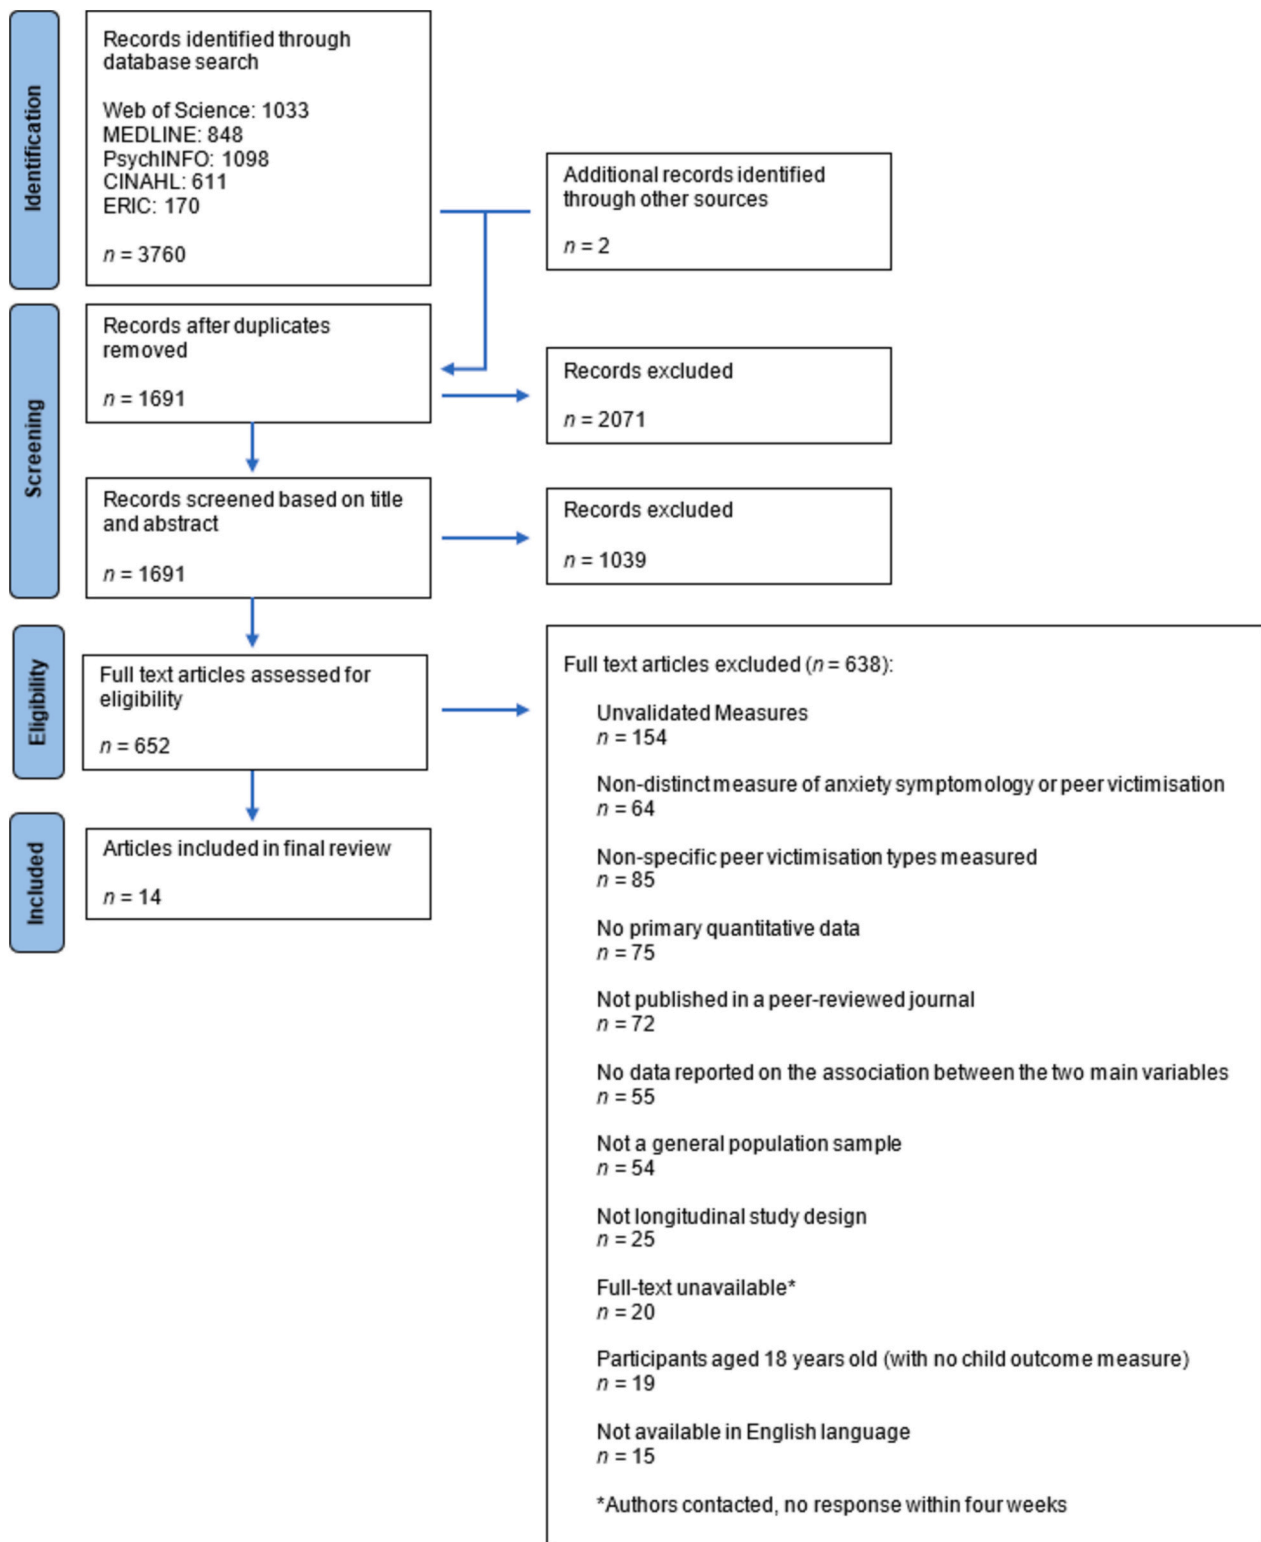 Identification
Records identified through
database search
Web of Science: 1033
MEDLINE: 848
PsychINFO: 1098
CINAHL: 611
ERIC: 170
n = 3760
Additional records identified
through other sources
n = 2
Screening
Records after duplicates
removed
n = 1691
Records excluded
n = 2071
Records screened based on title
and abstract
n = 1691
Records excluded
n = 1039
Eligibility
Full text articles assessed for
eligibility
n = 652
Full text articles excluded (n = 638):
Unvalidated Measures
n = 154
Non-distinct measure of anxiety symptomology or peer victimisation
n = 64
Non-specific peer victimisation types measured
n = 85
No primary quantitative data
n = 75
Not published in a peer-reviewed journal
n = 72
No data reported on the association between the two main variables
n = 55
Not a general population sample
n = 54
Not longitudinal study design
n = 25
Full-text unavailable*
n = 20
Participants aged 18 years old (with no child outcome measure)
n = 19
Not available in English language
n = 15
*Authors contacted, no response within four weeks
Included
Articles included in final review
n = 14